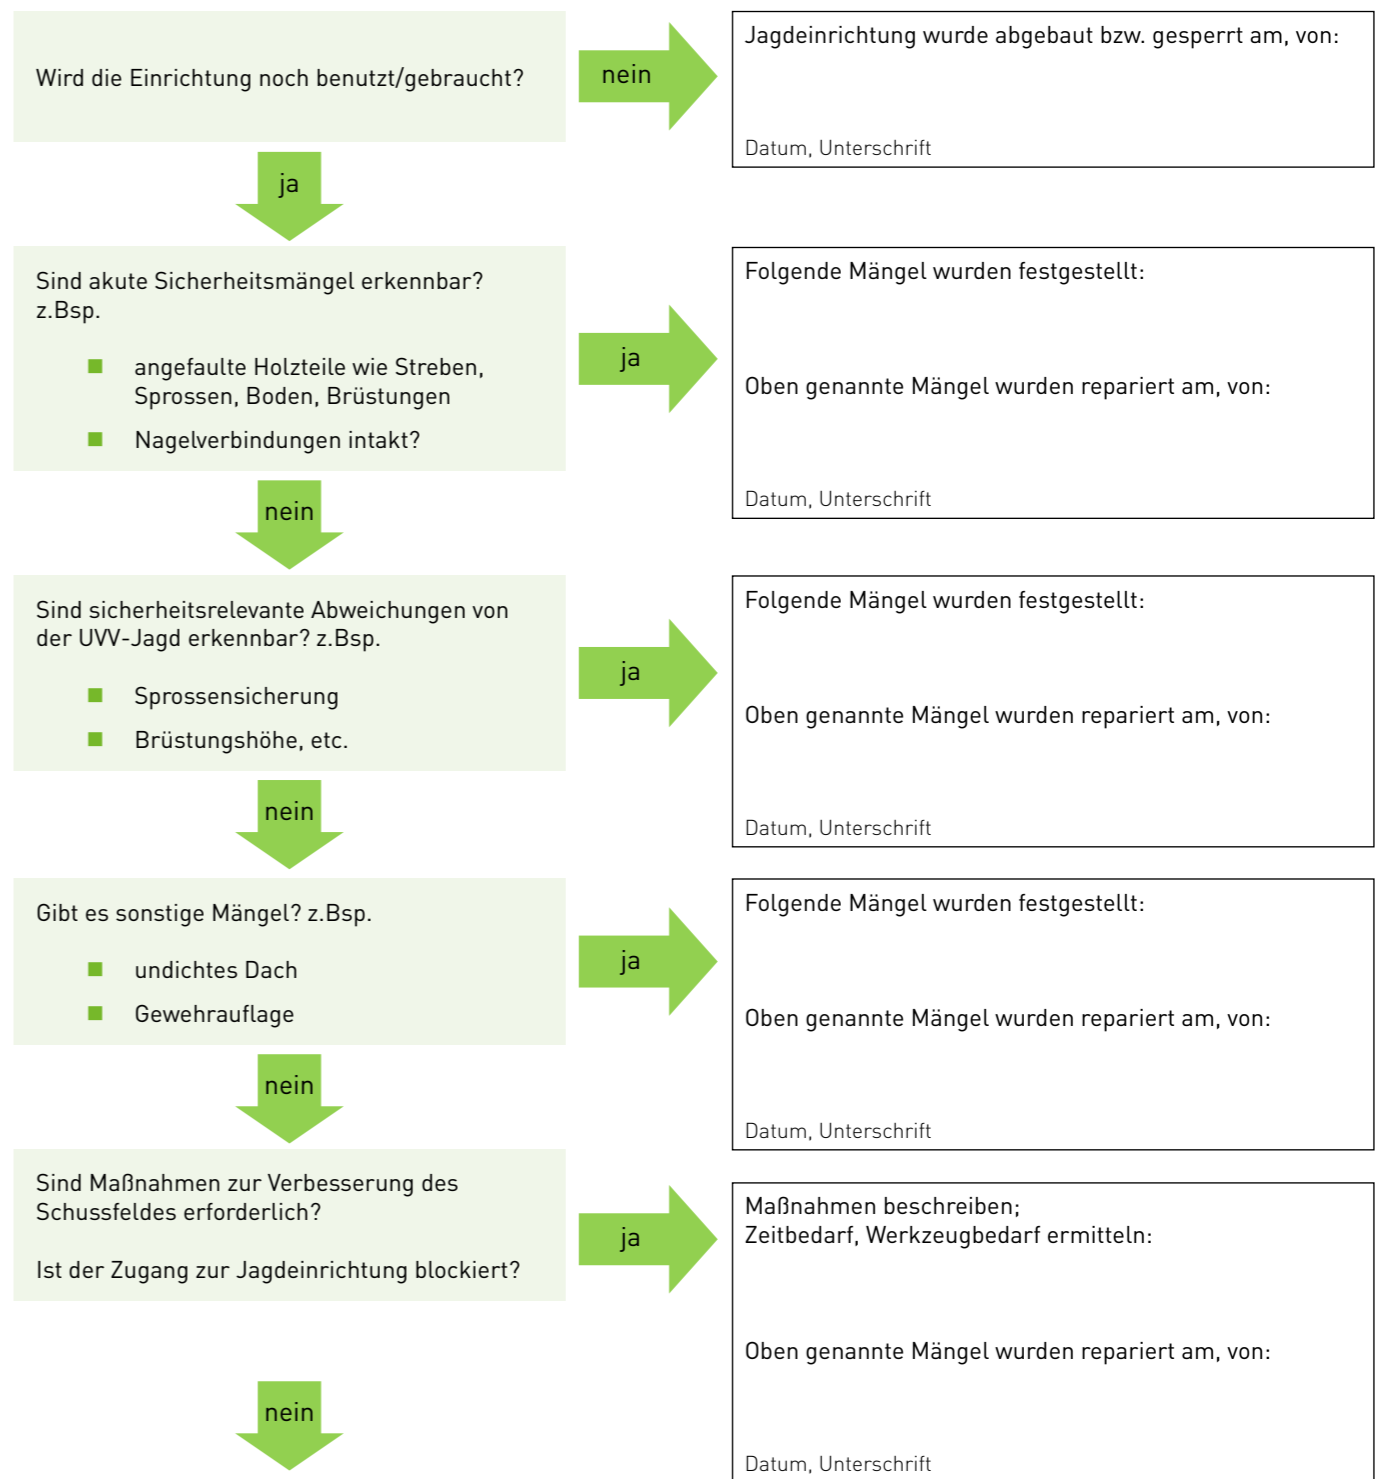 Wird die Einrichtung noch benutzt/gebraucht?
nein
Jagdeinrichtung wurde abgebaut bzw. gesperrt am, von:
Datum, Unterschrift
ja
Sind akute Sicherheitsmängel erkennbar?
z.Bsp.
■ angefaulte Holzteile wie Streben,
Sprossen, Boden, Brüstungen
■ Nagelverbindungen intakt?
ja
Folgende Mängel wurden festgestellt:
Oben genannte Mängel wurden repariert am, von:
Datum, Unterschrift
nein
Sind sicherheitsrelevante Abweichungen von
der UVV-Jagd erkennbar? z.Bsp.
■ Sprossensicherung
■ Brüstungshöhe, etc.
ja
Folgende Mängel wurden festgestellt:
Oben genannte Mängel wurden repariert am, von:
Datum, Unterschrift
nein
Gibt es sonstige Mängel? z.Bsp.
■ undichtes Dach
■ Gewehrauflage
ja
Folgende Mängel wurden festgestellt:
Oben genannte Mängel wurden repariert am, von:
Datum, Unterschrift
nein
Sind Maßnahmen zur Verbesserung des
Schussfeldes erforderlich?
Ist der Zugang zur Jagdeinrichtung blockiert?
ja
Maßnahmen beschreiben;
Zeitbedarf, Werkzeugbedarf ermitteln:
Oben genannte Mängel wurden repariert am, von:
Datum, Unterschrift
nein